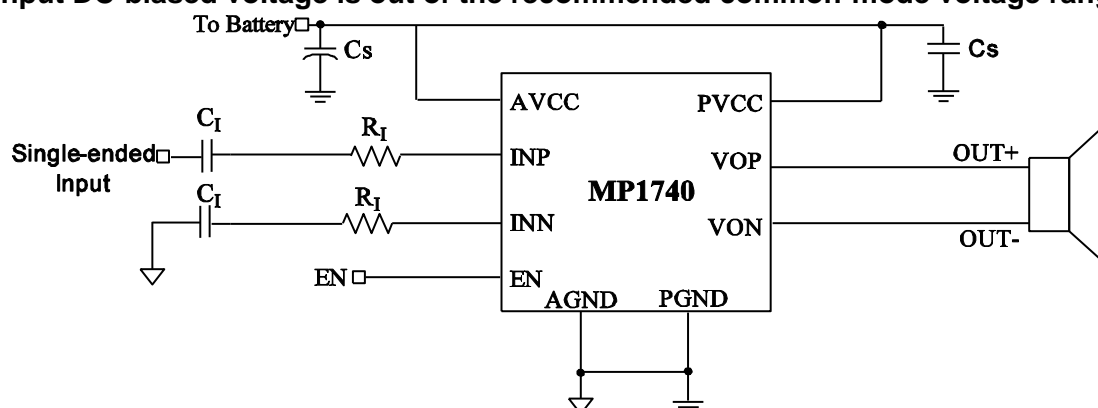 input DC-biased voltage is out of the recommended common-mode voltage
To Battery
Cs
Cs
AVCC
PVCC
CI
RI
Single-ended
Input
INP
VOP
OUT+
MP1740
CI
RI
INN
VON
OUT-
EN
EN
AGND
PGND